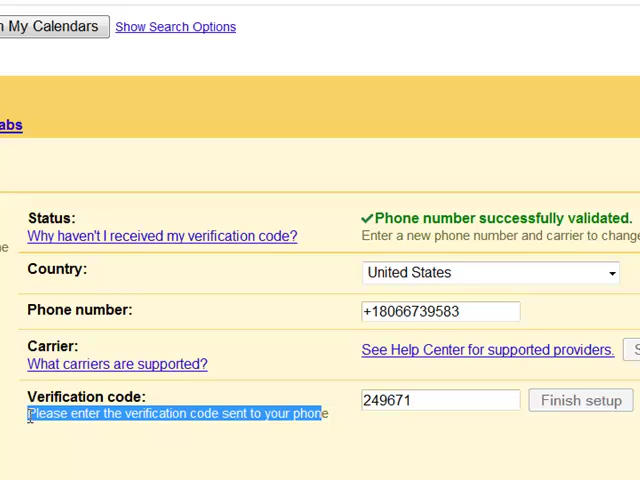 n My Calendars
Show Search Options
abs
Status:
✔Phone number successfully validated.
Why haven't I received my verification code?
Enter a new phone number and carrier to change
Country:
United States
Phone number:
+18066739583
Carrier:
What carriers are supported?
See Help Center for supported providers.
S
Verification code:
Please enter the verification code sent to your phone
249671
Finish setup